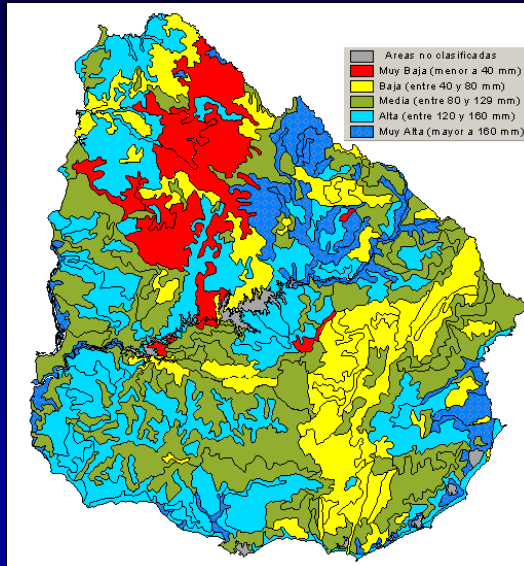 Areas no clasificadas
Muy Baja (menor a 40 mm)
Baja (entre 40 y 80 mm)
Media (entre 80 y 129 mm)
Alta (entre 120 y 160 mm)
Muy Alta (mayor a 160 mm)